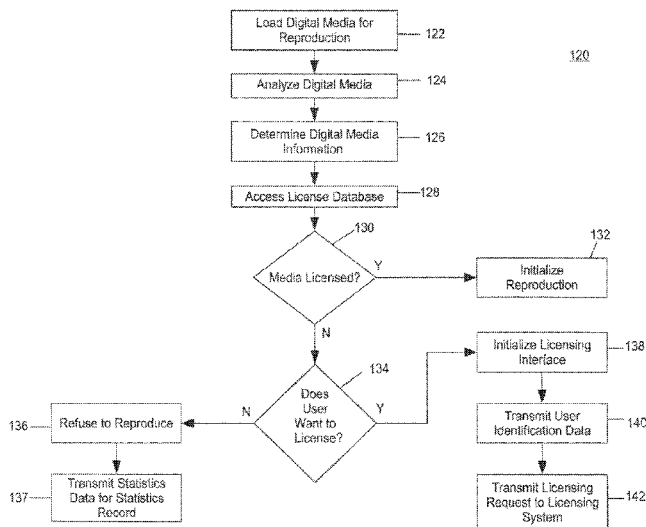 Load Digital Media for
Reproduction
122
120
Analyze Digital Media
124
Determine Digital Media
Information
126
Access License Database
128
130
Media Licensed?
Y
132
Initialize
Reproduction
N
134
Does
User
Want to
License?
N
Y
Initialize Licensing
Interface
138
136
Refuse to Reproduce
Transmit User
Identification Data
140
137
Transmit Statistics
Data for Statistics
Record
Transmit Licensing
Request to Licensing
System
142